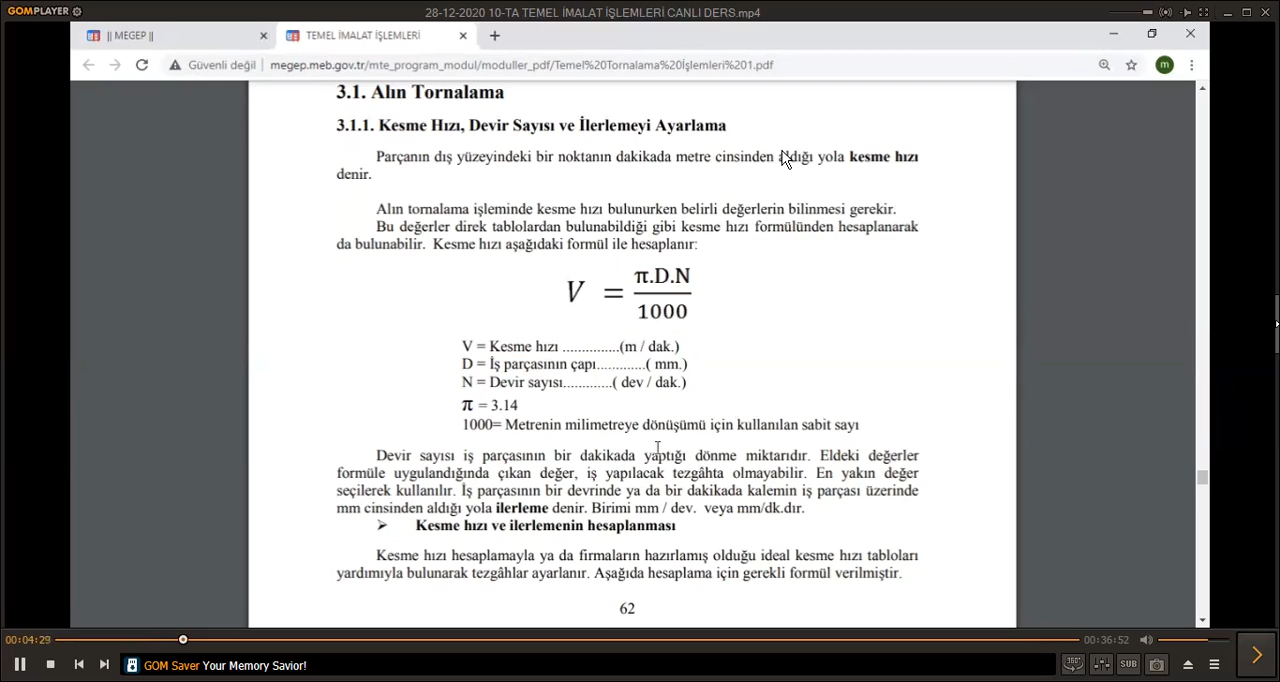 GOMPLAYER
28-12-2020 10-TA TEMEL İMALAT İŞLEMLERİ CANLI DERS.mp4
|| MEGEP ||
TEMEL İMALAT İŞLEMLERİ
Güvenli değil | megep.meb.gov.tr/mte_program_modul/moduller_pdf/Temel%20Tornalama%20İşlemleri%201.pdf
m
3.1. Alın Tornalama
3.1.1. Kesme Hızı, Devir Sayısı ve İlerlemeyi Ayarlama
Parçanın dış yüzeyindeki bir noktanın dakikada metre cinsinden aldığı yola kesme hızı
denir.
Alın tornalama işleminde kesme hızı bulunurken belirli değerlerin bilinmesi gerekir.
Bu değerler direk tablolardan bulunabildiği gibi kesme hızı formülünden hesaplanarak
da bulunabilir. Kesme hızı aşağıdaki formül ile hesaplanır:
V = π.D.N / 1000
V = Kesme hızı ..............(m / dak.)
D = İş parçasının çapı.............( mm.)
N = Devir sayısı.............( dev / dak.)
π = 3.14
1000= Metrenin milimetreye dönüşümü için kullanılan sabit sayı
Devir sayısı iş parçasının bir dakikada yaptığı dönme miktarıdır. Eldeki değerler
formüle uygulandığında çıkan değer, iş yapılacak tezgâhta olmayabilir. En yakın değer
seçilerek kullanılır. İş parçasının bir devrinde ya da bir dakikada kalemin iş parçası üzerinde
mm cinsinden aldığı yola ilerleme denir. Birimi mm / dev. veya mm/dk.dır.
➢ Kesme hızı ve ilerlemenin hesaplanması
Kesme hızı hesaplamayla ya da firmaların hazırlamış olduğu ideal kesme hızı tabloları
yardımıyla bulunarak tezgâhlar ayarlanır. Aşağıda hesaplama için gerekli formül verilmiştir.
62
00:04:29
00:36:52
GOM Saver Your Memory Savior!
360°
SUB